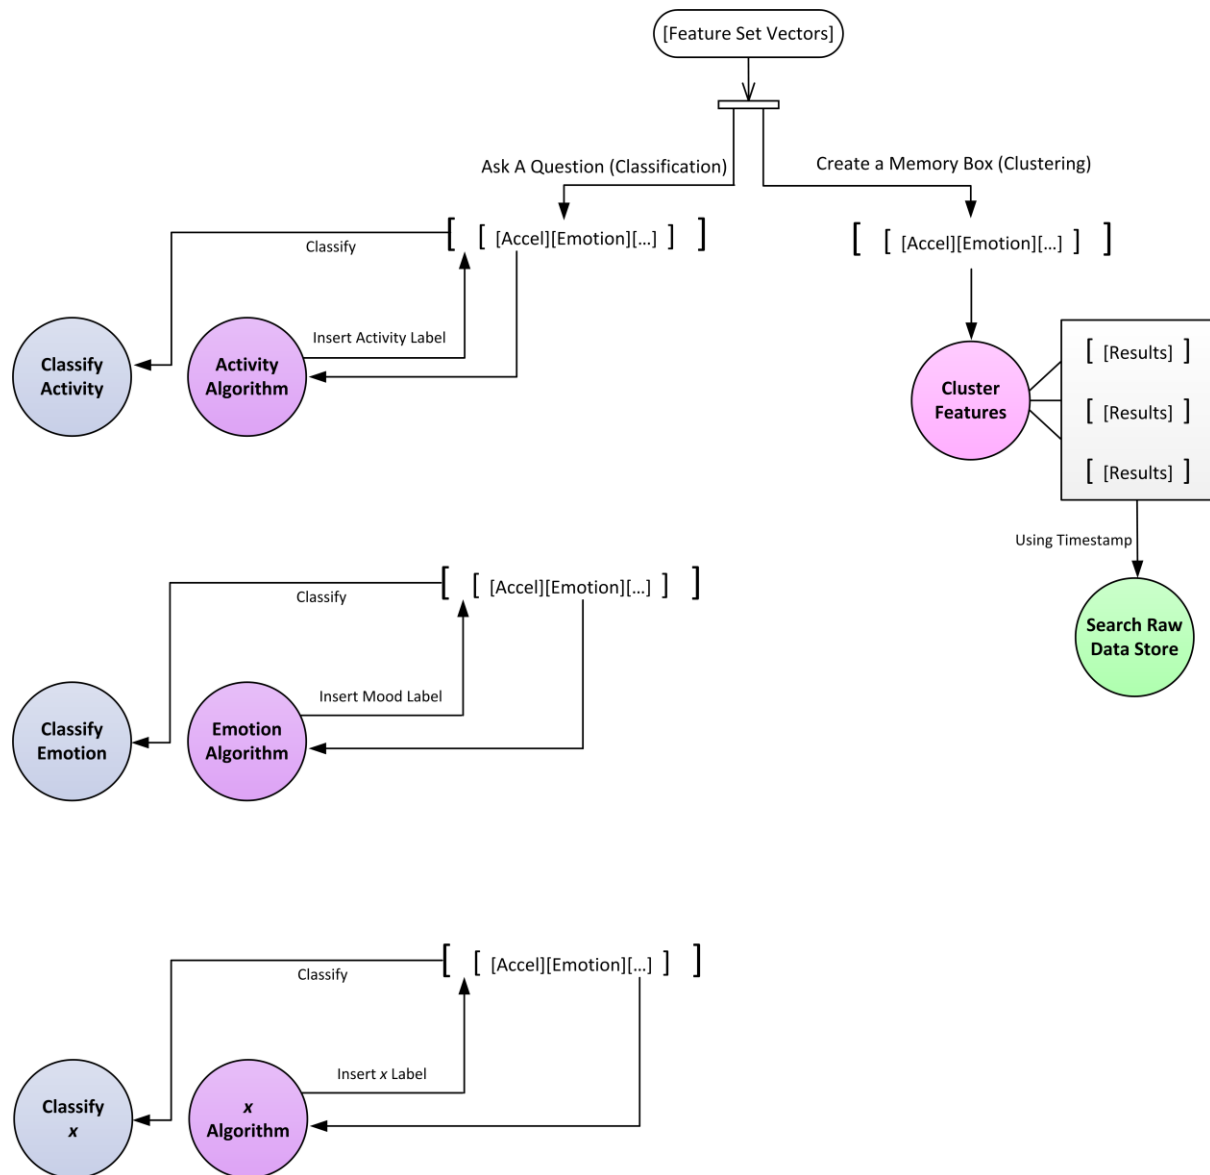 [Feature Set Vectors]
Ask A Question (Classification)
Create a Memory Box (Clustering)
[ [ [Accel][Emotion][...] ] ]
Classify
Insert Activity Label
Classify
Activity
Activity
Algorithm
[ [ [Accel][Emotion][...] ] ]
Cluster
Features
[ [Results] ]
[ [Results] ]
[ [Results] ]
Using Timestamp
Search Raw
Data Store
[ [ [Accel][Emotion][...] ] ]
Classify
Insert Mood Label
Classify
Emotion
Emotion
Algorithm
[ [ [Accel][Emotion][...] ] ]
Classify
Insert x Label
Classify
x
x
Algorithm